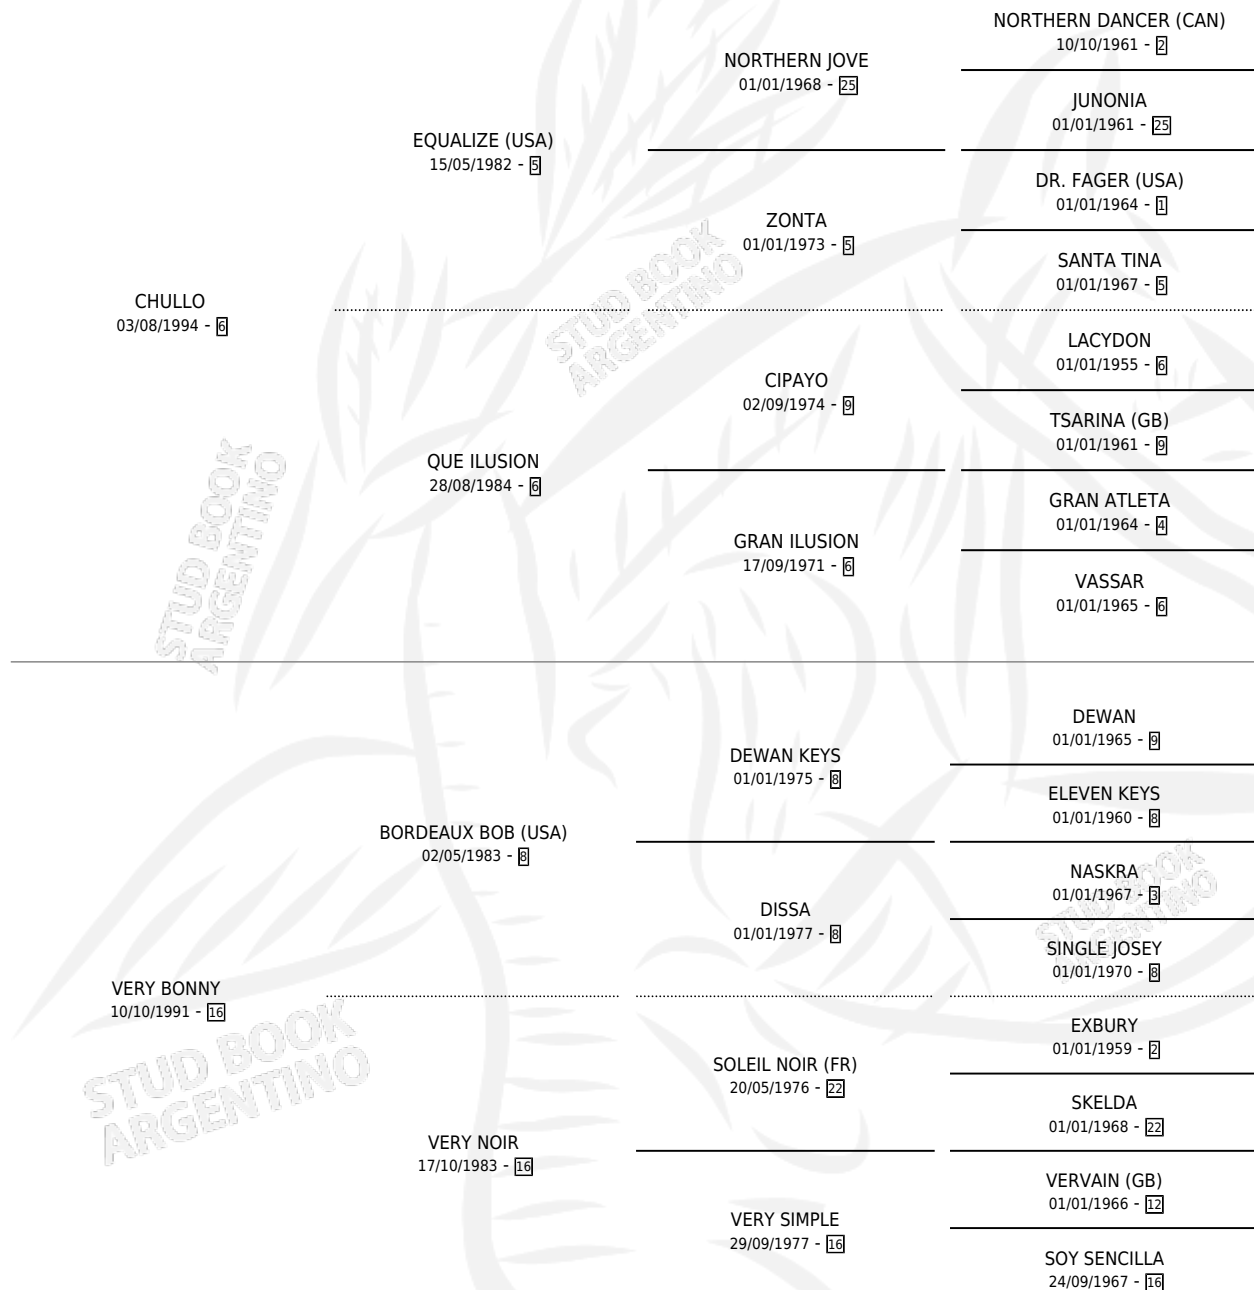 NORTHERN DANCER (CAN)
10/10/1961 - 2
NORTHERN JOVE
01/01/1968 - 25
JUNONIA
01/01/1961 - 25
EQUALIZE (USA)
15/05/1982 - 5
DR. FAGER (USA)
01/01/1964 - 1
ZONTA
01/01/1973 - 5
SANTA TINA
01/01/1967 - 5
CHULLO
03/08/1994 - 6
STUD BOOK
ARGENTINO
LACYDON
01/01/1955 - 6
CIPAYO
02/09/1974 - 9
TSARINA (GB)
01/01/1961 - 9
QUE ILUSION
28/08/1984 - 6
GRAN ATLETA
01/01/1964 - 4
GRAN ILUSION
17/09/1971 - 6
VASSAR
01/01/1965 - 6
STUD BOOK
ARGENTINO
DEWAN
01/01/1965 - 9
DEWAN KEYS
01/01/1975 - 8
ELEVEN KEYS
01/01/1960 - 8
BORDEAUX BOB (USA)
02/05/1983 - 8
NASKRA
01/01/1967 - 3
DISSA
01/01/1977 - 8
SINGLE JOSEY
01/01/1970 - 8
STUD BOOK
ARGENTINO
VERY BONNY
10/10/1991 - 16
EXBURY
01/01/1959 - 2
SOLEIL NOIR (FR)
20/05/1976 - 22
SKELDA
01/01/1968 - 22
STUD BOOK
ARGENTINO
VERY NOIR
17/10/1983 - 16
VERVAIN (GB)
01/01/1966 - 12
VERY SIMPLE
29/09/1977 - 16
SOY SENCILLA
24/09/1967 - 16